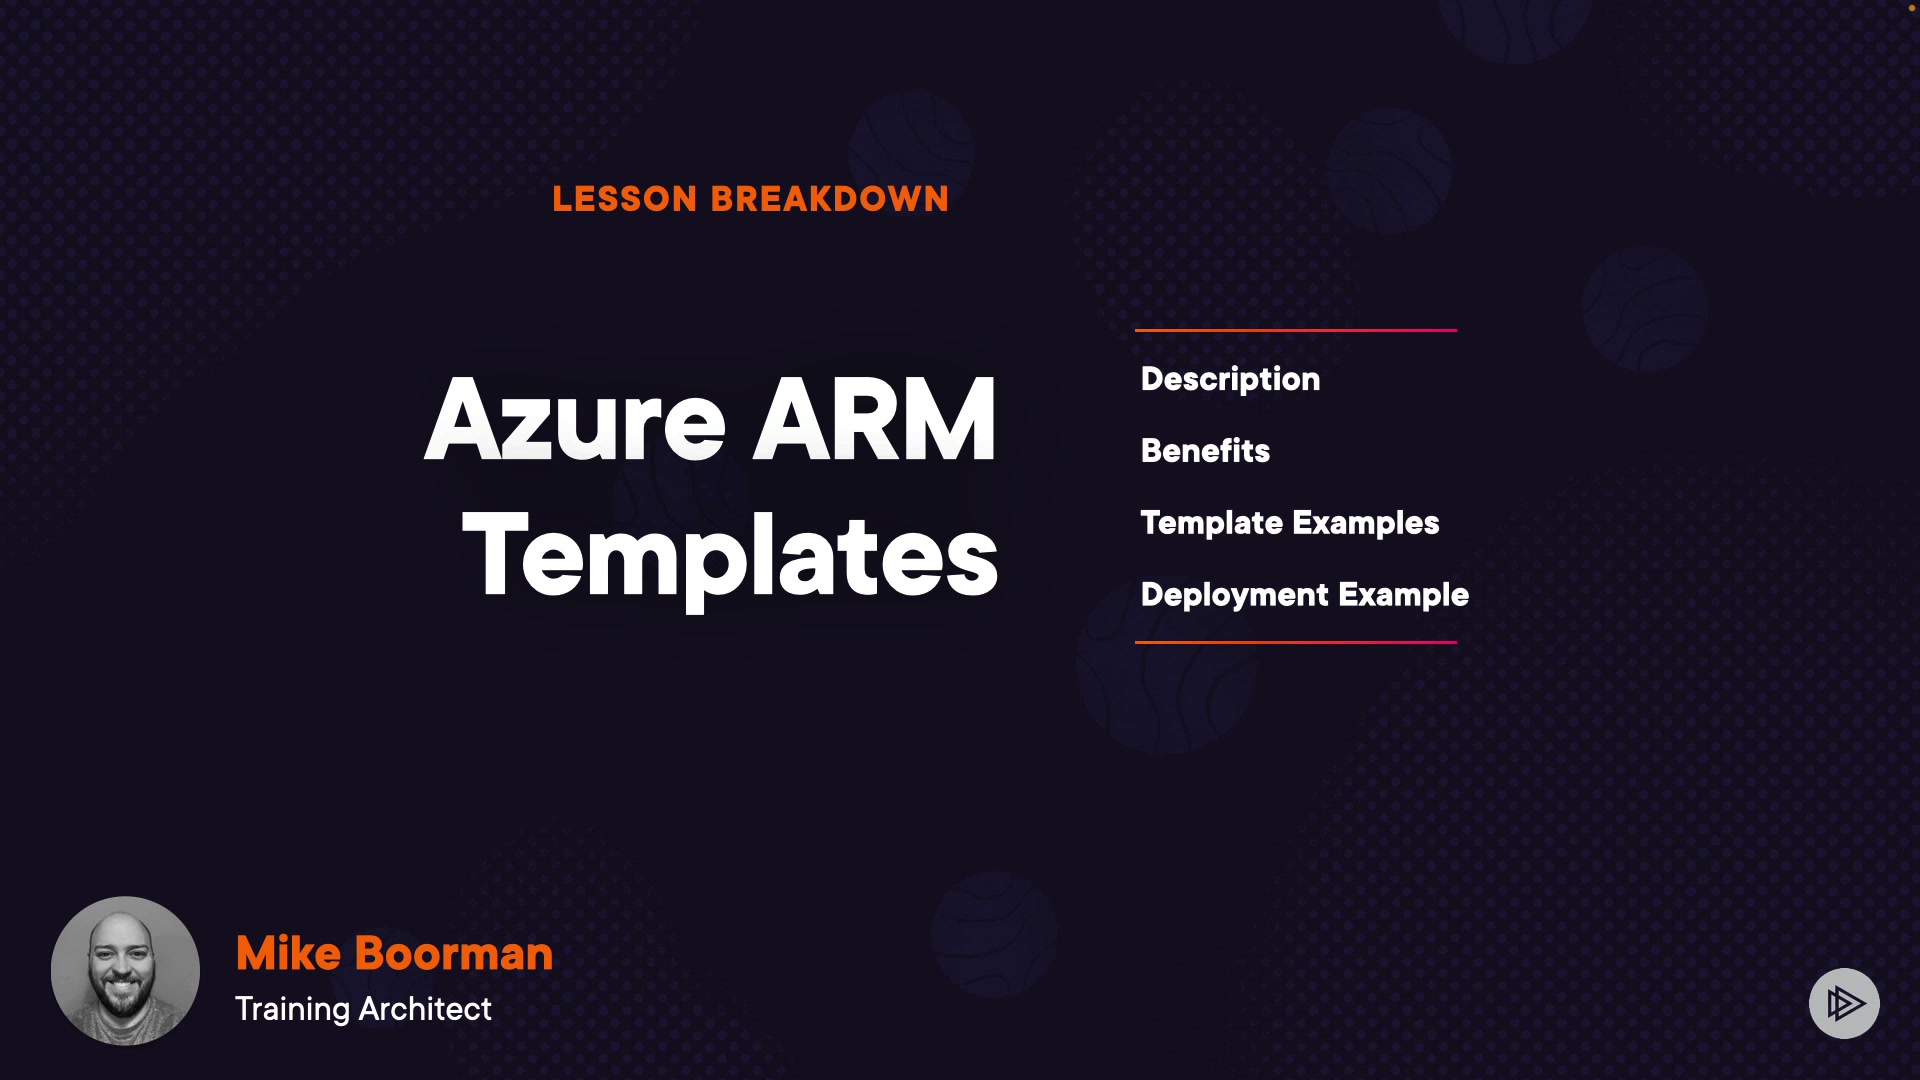 LESSON BREAKDOWN
Azure ARM
Templates
Description
Benefits
Template Examples
Deployment Example
Mike Boorman
Training Architect